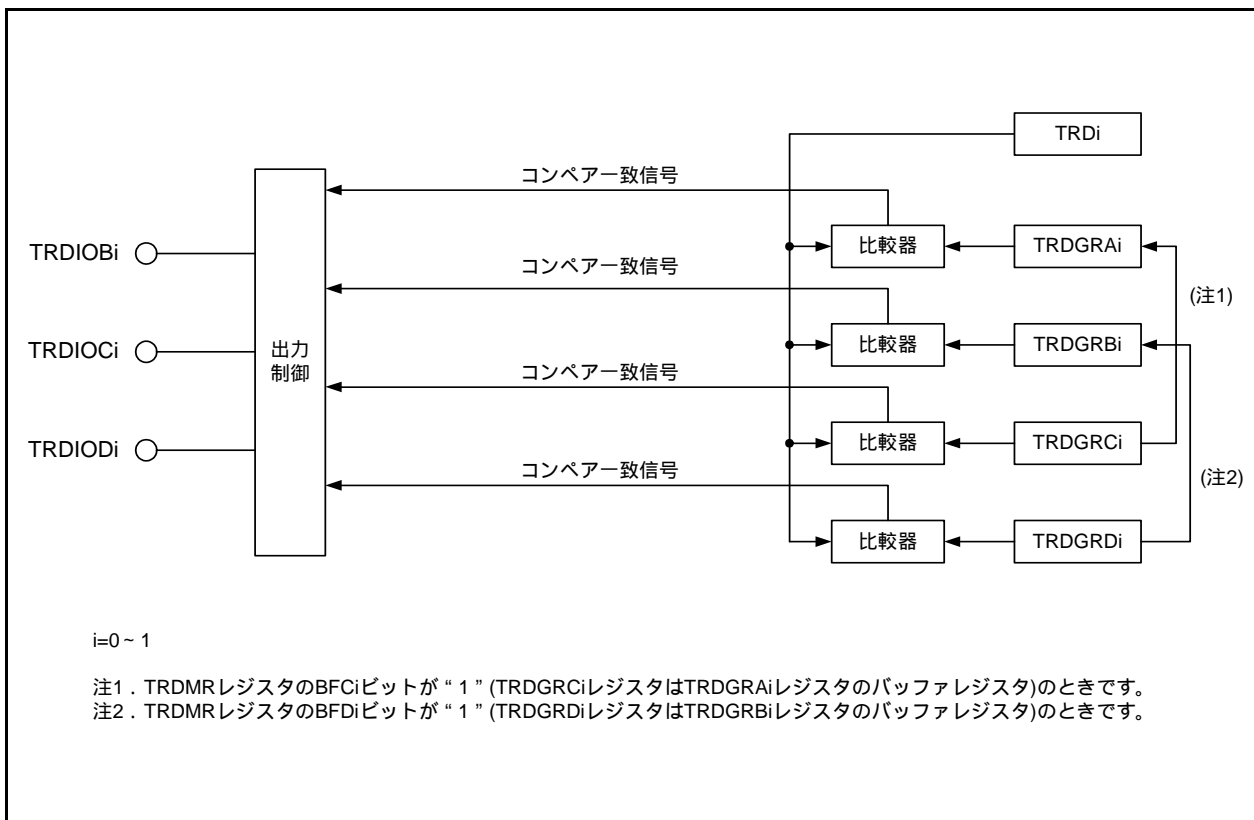 TRDi
コンペア一致信号
比較器
TRDGRAi
TRDIOBi
コンペア一致信号
(注1)
比較器
TRDGRBi
TRDIOCi
出力
制御
コンペア一致信号
比較器
TRDGRCi
TRDIODi
コンペア一致信号
(注2)
比較器
TRDGRDi
i=0~1
注1．TRDMRレジスタのBFCiビットが“1”(TRDGRCiレジスタはTRDGRAiレジスタのバッファレジスタ)のときです。
注2．TRDMRレジスタのBFDiビットが“1”(TRDGRDiレジスタはTRDGRBiレジスタのバッファレジスタ)のときです。